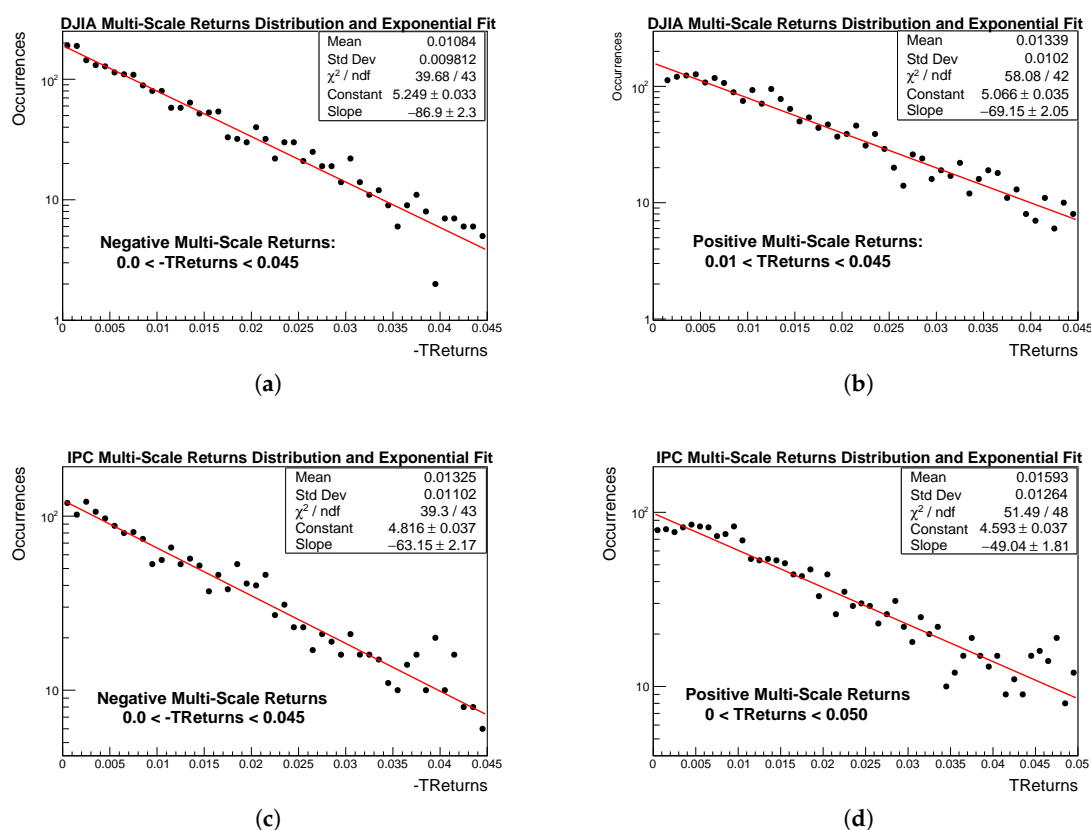 DJIA Multi-Scale Returns Distribution and Exponential Fit
Mean 0.01084
Std Dev 0.009812
χ² / ndf 39.68 / 43
Constant 5.249 ± 0.033
Slope −86.9 ± 2.3
Occurrences
10²
10
1
Negative Multi-Scale Returns:
0.0 < -TReturns < 0.045
0 0.005 0.01 0.015 0.02 0.025 0.03 0.035 0.04 0.045
-TReturns
(a)
DJIA Multi-Scale Returns Distribution and Exponential Fit
Mean 0.01339
Std Dev 0.0102
χ² / ndf 58.08 / 42
Constant 5.066 ± 0.035
Slope −69.15 ± 2.05
Occurrences
10²
10
1
Positive Multi-Scale Returns:
0.01 < TReturns < 0.045
0 0.005 0.01 0.015 0.02 0.025 0.03 0.035 0.04 0.045
TReturns
(b)
IPC Multi-Scale Returns Distribution and Exponential Fit
Mean 0.01325
Std Dev 0.01102
χ² / ndf 39.3 / 43
Constant 4.816 ± 0.037
Slope −63.15 ± 2.17
Occurrences
10²
10
Negative Multi-Scale Returns
0.0 < -TReturns < 0.045
0 0.005 0.01 0.015 0.02 0.025 0.03 0.035 0.04 0.045
-TReturns
(c)
IPC Multi-Scale Returns Distribution and Exponential Fit
Mean 0.01593
Std Dev 0.01264
χ² / ndf 51.49 / 48
Constant 4.593 ± 0.037
Slope −49.04 ± 1.81
Occurrences
10²
10
Positive Multi-Scale Returns
0 < TReturns < 0.050
0 0.005 0.01 0.015 0.02 0.025 0.03 0.035 0.04 0.045 0.05
TReturns
(d)